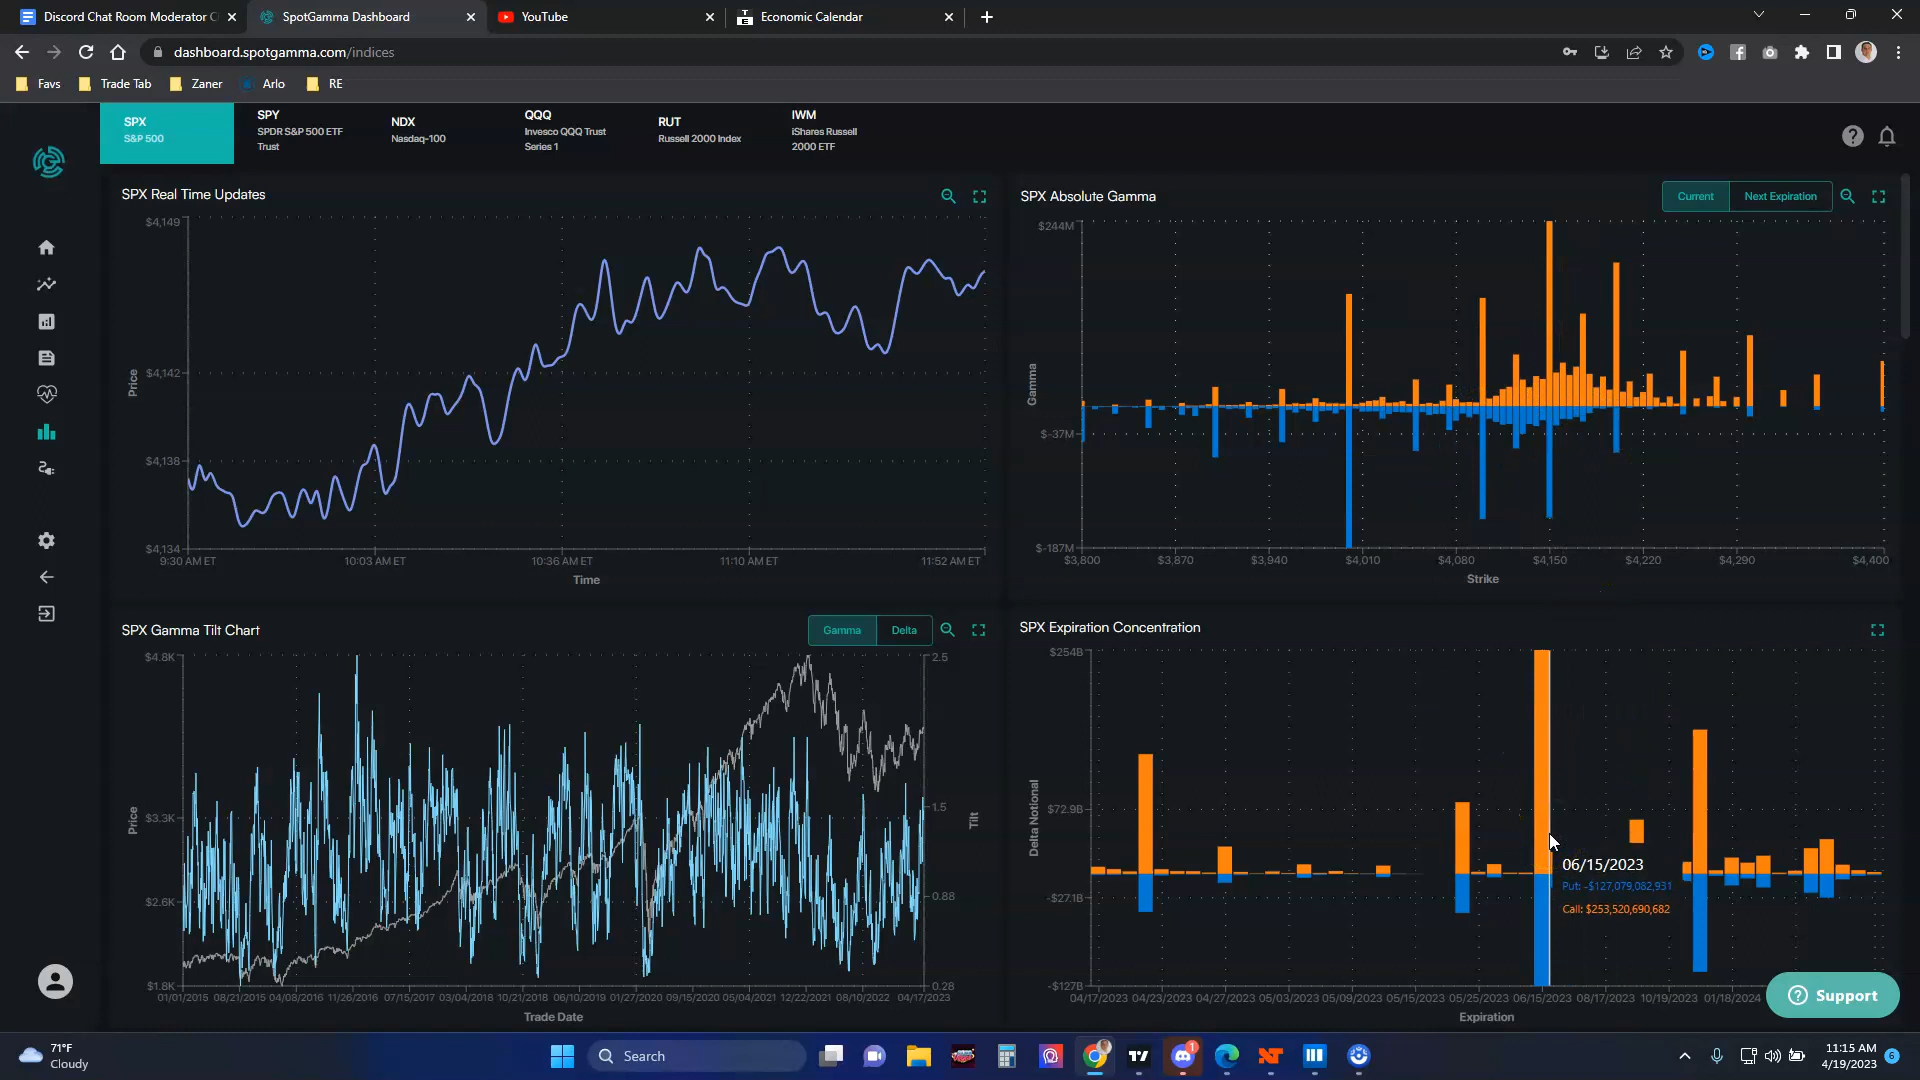 Discord Chat Room Moderator C
SpotGamma Dashboard
YouTube
Economic Calendar
dashboard.spotgamma.com/indices
Favs
Trade Tab
Zaner
Arlo
RE
SPX
S&P 500
SPY
SPDR S&P 500 ETF
Trust
NDX
Nasdaq-100
QQQ
Invesco QQQ Trust
Series 1
RUT
Russell 2000 Index
IWM
iShares Russell
2000 ETF
SPX Real Time Updates
$4,149
$4,142
$4,138
$4,134
Price
9:30 AM ET
10:03 AM ET
10:36 AM ET
11:10 AM ET
11:52 AM ET
Time
SPX Absolute Gamma
Current
Next Expiration
$244M
$-37M
$-187M
Gamma
$3,800
$3,870
$3,940
$4,010
$4,080
$4,150
$4,220
$4,290
$4,400
Strike
SPX Gamma Tilt Chart
Gamma
Delta
$4.8K
$3.3K
$2.6K
$1.8K
Price
2.5
1.5
0.88
0.28
Tilt
01/01/2015
08/21/2015
04/08/2016
11/26/2016
07/15/2017
03/04/2018
10/21/2018
06/10/2019
01/27/2020
09/15/2020
05/04/2021
12/22/2021
08/10/2022
04/17/2023
Trade Date
SPX Expiration Concentration
$254B
$72.9B
-$27.1B
-$127B
Delta Notional
06/15/2023
Put: -$127,079,082,931
Call: $253,520,690,682
04/17/2023
04/23/2023
04/27/2023
05/03/2023
05/09/2023
05/15/2023
05/25/2023
06/15/2023
08/17/2023
10/19/2023
01/18/2024
Expiration
Support
71°F
Cloudy
Search
1
11:15 AM
4/19/2023
6